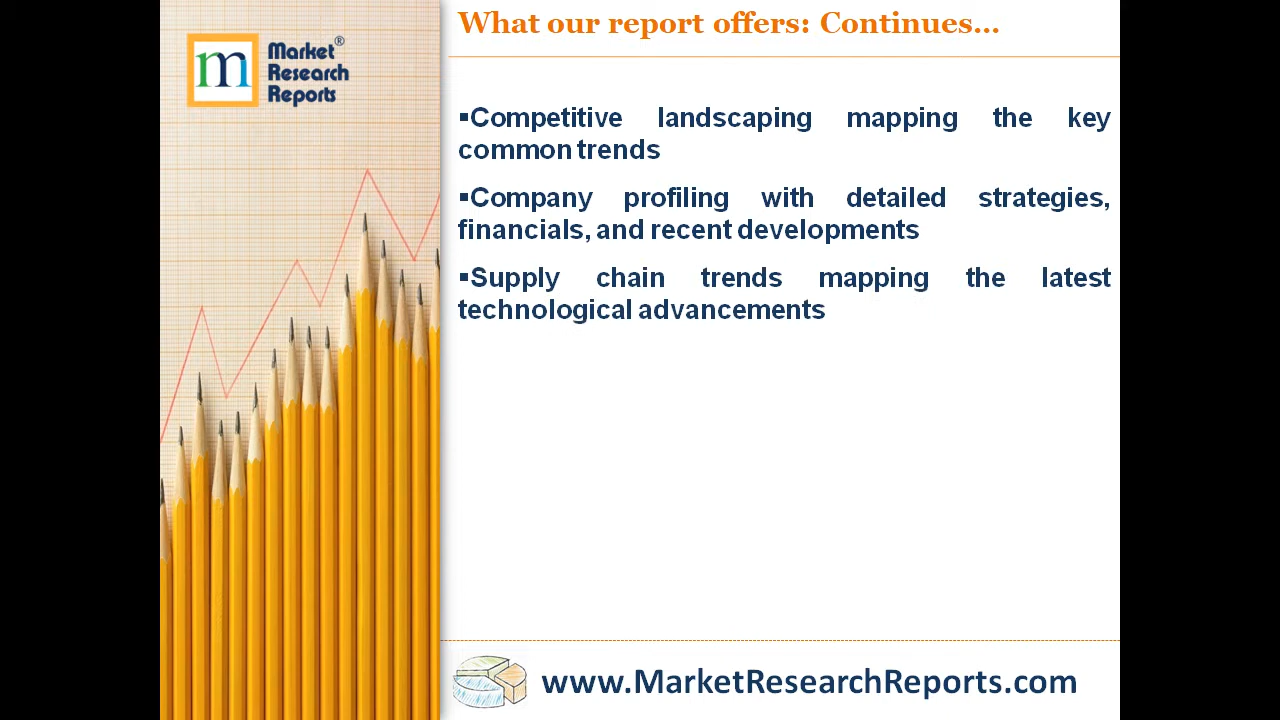 What our report offers: Continues...
Market®
Research
Reports
▪Competitive landscaping mapping the key
common trends
▪Company profiling with detailed strategies,
financials, and recent developments
▪Supply chain trends mapping the latest
technological advancements
www.MarketResearchReports.com